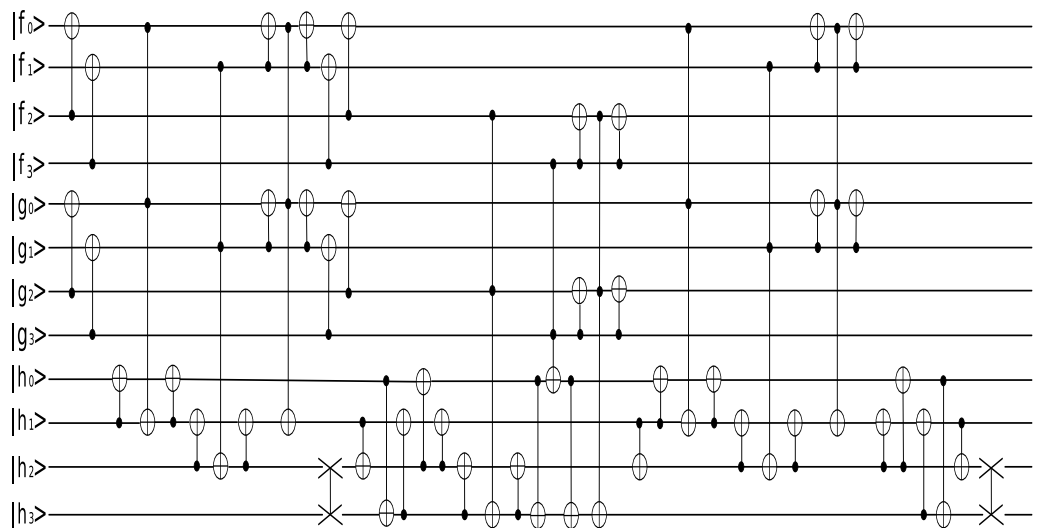 |f₀>
|f₁>
|f₂>
|f₃>
|g₀>
|g₁>
|g₂>
|g₃>
|h₀>
|h₁>
|h₂>
|h₃>